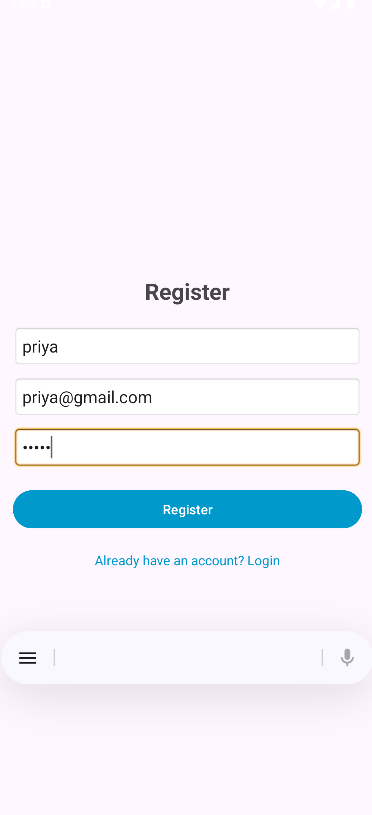 Register
priya
priya@gmail.com
•••••
Register
Already have an account? Login